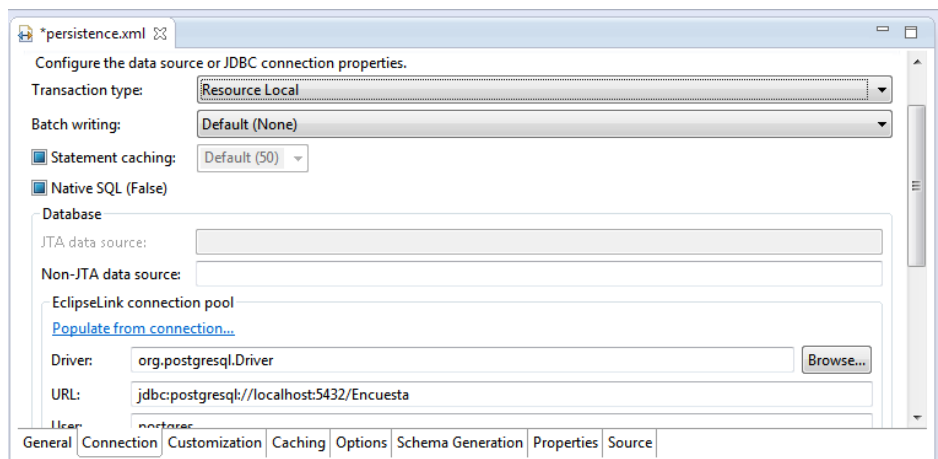 *persistence.xml
Configure the data source or JDBC connection properties.
Transaction type: Resource Local
Batch writing: Default (None)
Statement caching: Default (50)
Native SQL (False)
Database
JTA data source:
Non-JTA data source:
EclipseLink connection pool
Populate from connection...
Driver: org.postgresql.Driver Browse...
URL: jdbc:postgresql://localhost:5432/Encuesta
User: postgres
General Connection Customization Caching Options Schema Generation Properties Source